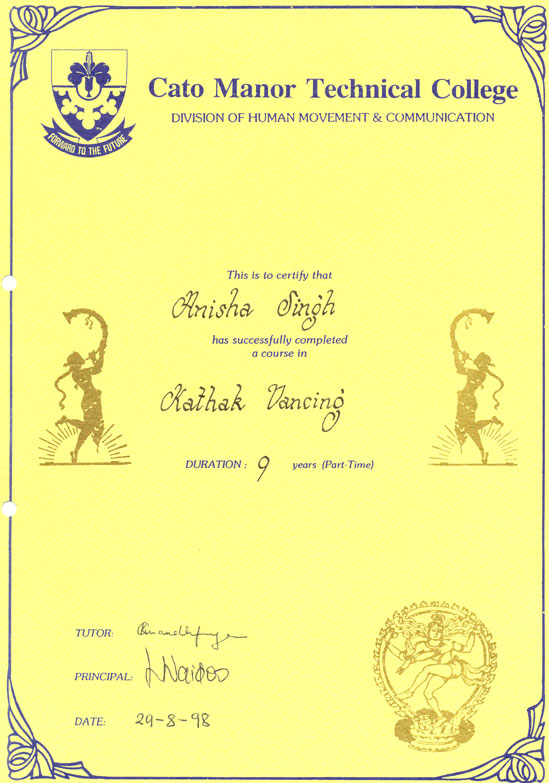 Cato Manor Technical College
DIVISION OF HUMAN MOVEMENT & COMMUNICATION
FORWARD TO THE FUTURE
This is to certify that
Anisha Singh
has successfully completed
a course in
Kathak Dancing
DURATION : 9 years (Part-Time)
TUTOR:
PRINCIPAL: Naidoo
DATE: 29-8-98